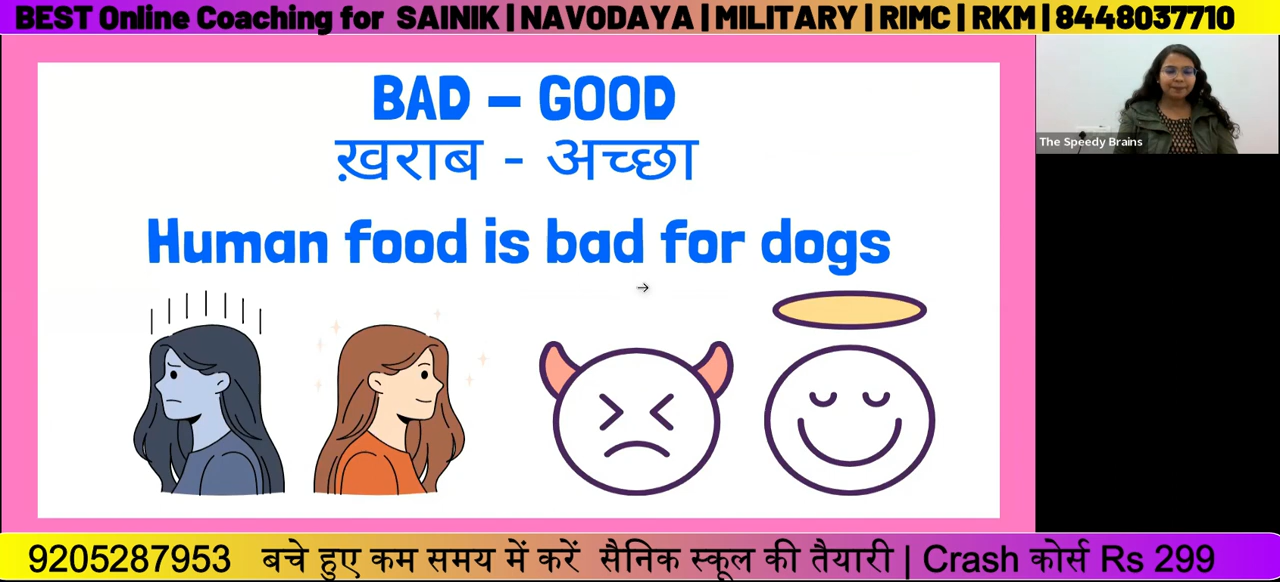 BEST Online Coaching for SAINIK | NAVODAYA | MILITARY | RIMC | RKM | 8448037710
BAD – GOOD
ख़राब - अच्छा
Human food is bad for dogs
The Speedy Brains
9205287953 बचे हुए कम समय में करें सैनिक स्कूल की तैयारी | Crash कोर्स Rs 299